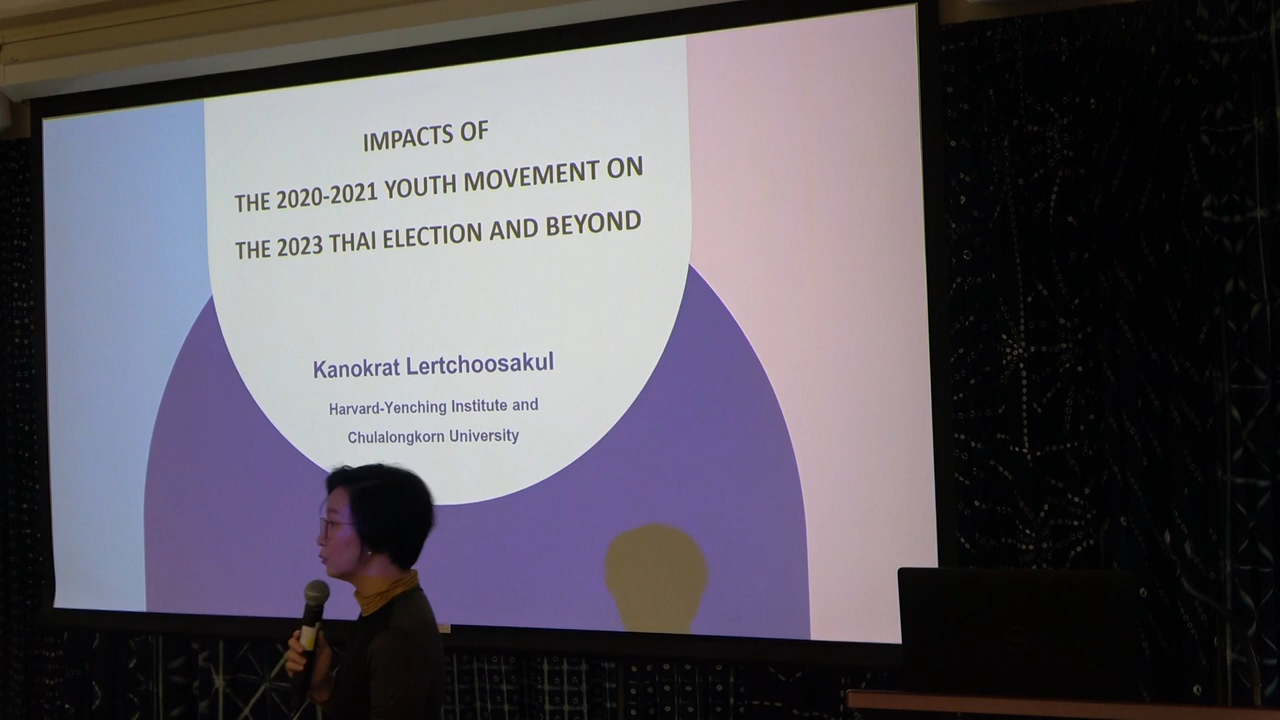 IMPACTS OF
THE 2020-2021 YOUTH MOVEMENT ON
THE 2023 THAI ELECTION AND BEYOND
Kanokrat Lertchoosakul
Harvard-Yenching Institute and
Chulalongkorn University